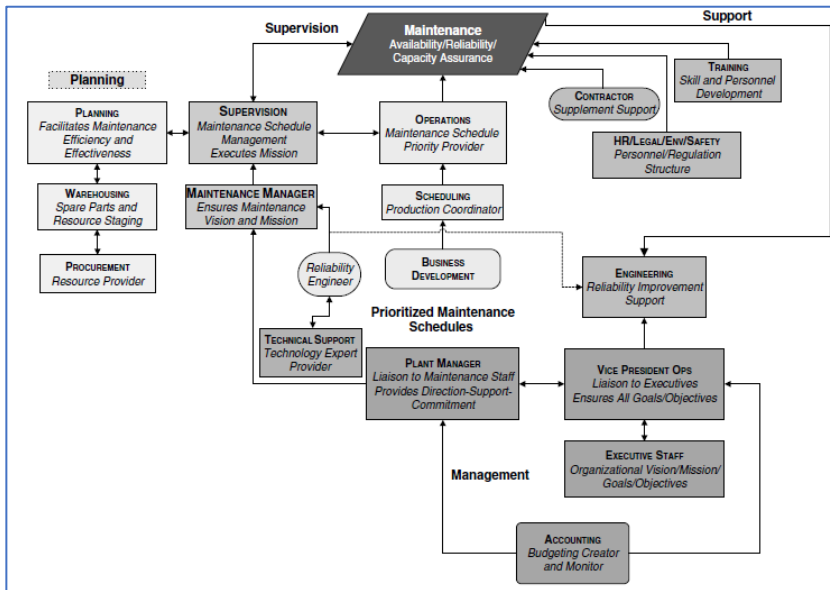 Support
Supervision
Maintenance
Availability/Reliability/
Capacity Assurance
Planning
TRAINING
Skill and Personnel
Development
CONTRACTOR
Supplement Support
PLANNING
Facilitates Maintenance
Efficiency and
Effectiveness
SUPERVISION
Maintenance Schedule
Management
Executes Mission
OPERATIONS
Maintenance Schedule
Priority Provider
HR/LEGAL/ENV/SAFETY
Personnel/Regulation
Structure
WAREHOUSING
Spare Parts and
Resource Staging
MAINTENANCE MANAGER
Ensures Maintenance
Vision and Mission
SCHEDULING
Production Coordinator
PROCUREMENT
Resource Provider
Reliability
Engineer
BUSINESS
DEVELOPMENT
ENGINEERING
Reliability Improvement
Support
Prioritized Maintenance
Schedules
TECHNICAL SUPPORT
Technology Expert
Provider
PLANT MANAGER
Liaison to Maintenance Staff
Provides Direction-Support-
Commitment
VICE PRESIDENT OPS
Liaison to Executives
Ensures All Goals/Objectives
EXECUTIVE STAFF
Organizational Vision/Mission/
Goals/Objectives
Management
ACCOUNTING
Budgeting Creator
and Monitor